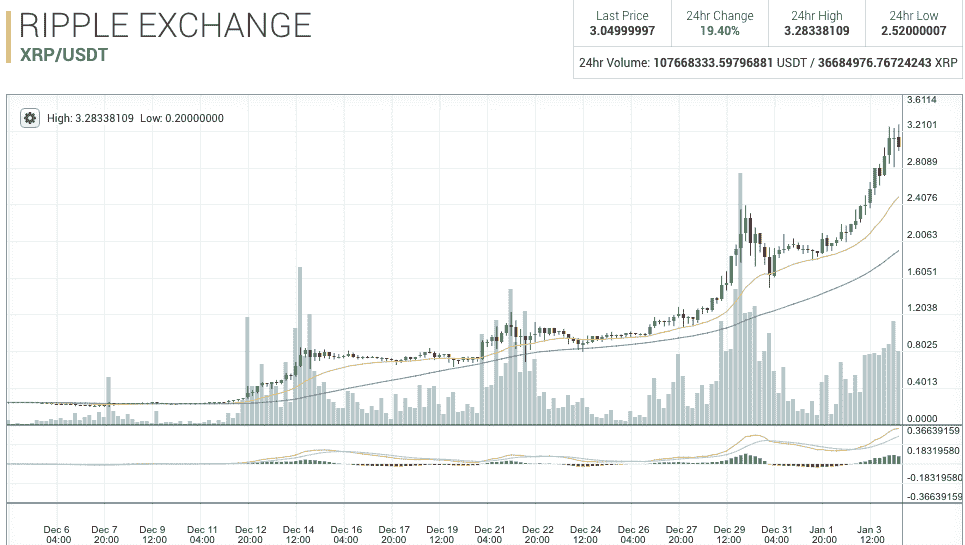 RIPPLE EXCHANGE
XRP/USDT
Last Price
3.04999997
24hr Change
19.40%
24hr High
3.28338109
24hr Low
2.52000007
24hr Volume: 107668333.59796881 USDT / 36684976.76724243 XRP
High: 3.28338109 Low: 0.20000000
3.6114
3.2101
2.8089
2.4076
2.0063
1.6051
1.2038
0.8025
0.4013
0.0000
0.36639159
0.18319580
-0.18319580
-0.36639159
Dec 6 Dec 7 Dec 9 Dec 11 Dec 12 Dec 14 Dec 16 Dec 17 Dec 19 Dec 21 Dec 22 Dec 24 Dec 26 Dec 27 Dec 29 Dec 31 Jan 1 Jan 3
04:00 20:00 12:00 04:00 20:00 12:00 04:00 20:00 12:00 04:00 20:00 12:00 04:00 20:00 12:00 04:00 20:00 12:00